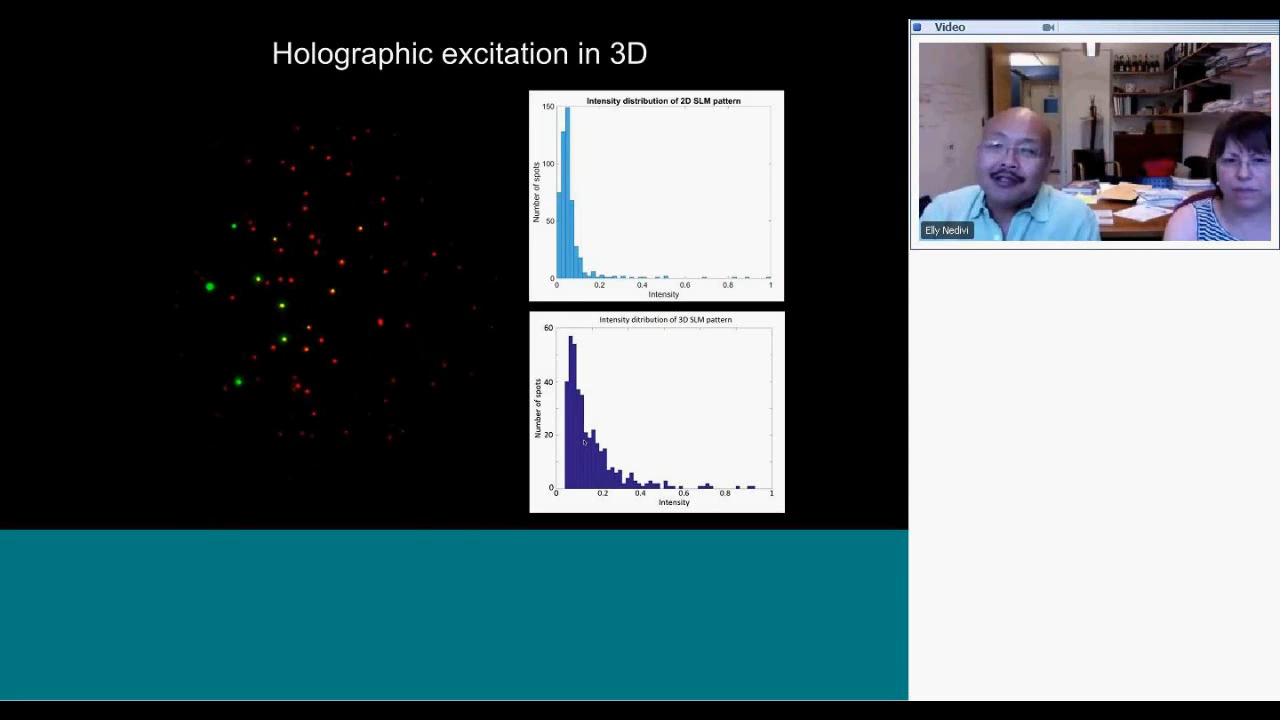 Holographic excitation in 3D
Intensity distribution of 2D SLM pattern
150
100
50
0
Number of spots
0
0.2
0.4
0.6
0.8
1
Intensity
Intensity ditribution of 3D SLM pattern
60
40
20
0
Number of spots
0
0.2
0.4
0.6
0.8
1
Intensity
Video
Elly Nedivi